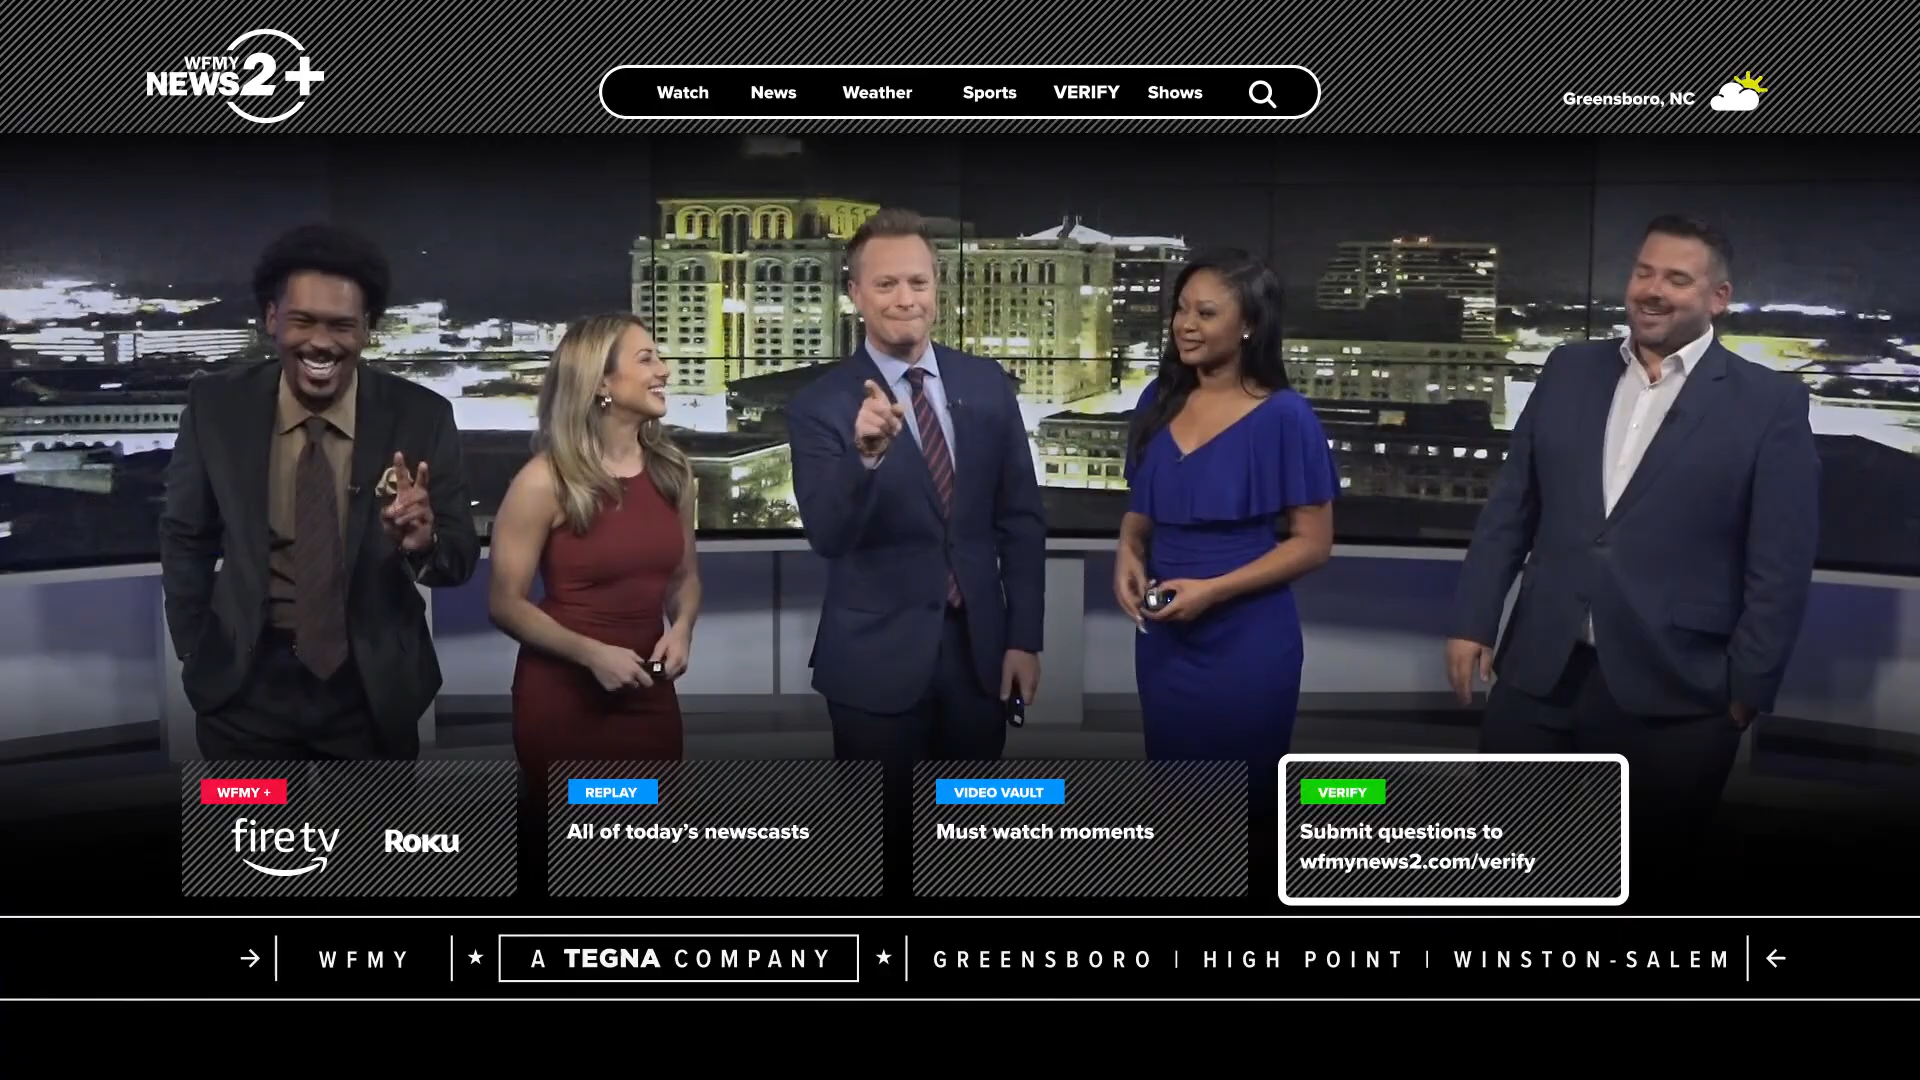 WFMY
NEWS 2+
Watch News Weather Sports VERIFY Shows
Greensboro, NC
WFMY +
fire tv Roku
REPLAY
All of today's newscasts
VIDEO VAULT
Must watch moments
VERIFY
Submit questions to
wfmynews2.com/verify
WFMY ★ A TEGNA COMPANY ★ GREENSBORO | HIGH POINT | WINSTON-SALEM